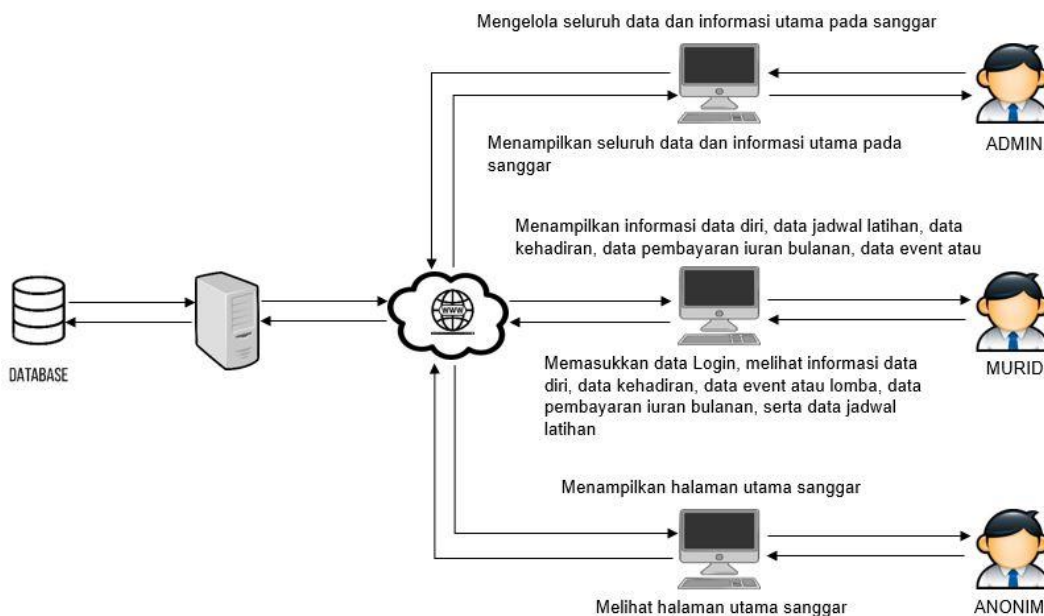 Mengelola seluruh data dan informasi utama pada sanggar
ADMIN
Menampilkan seluruh data dan informasi utama pada
sanggar
Menampilkan informasi data diri, data jadwal latihan, data
kehadiran, data pembayaran iuran bulanan, data event atau
WWW
DATABASE
MURID
Memasukkan data Login, melihat informasi data
diri, data kehadiran, data event atau lomba, data
pembayaran iuran bulanan, serta data jadwal
latihan
Menampilkan halaman utama sanggar
Melihat halaman utama sanggar
ANONIM